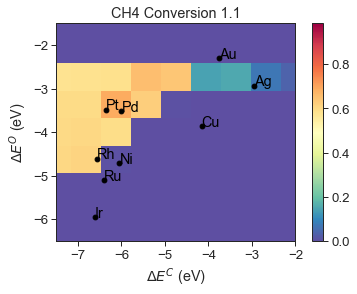 CH4 Conversion 1.1
−2
−3
−4
−5
−6
ΔE^O (eV)
Au
Ag
Pt
Pd
Cu
Rh
Ni
Ru
Ir
−7
−6
−5
−4
−3
−2
ΔE^C (eV)
0.8
0.6
0.4
0.2
0.0